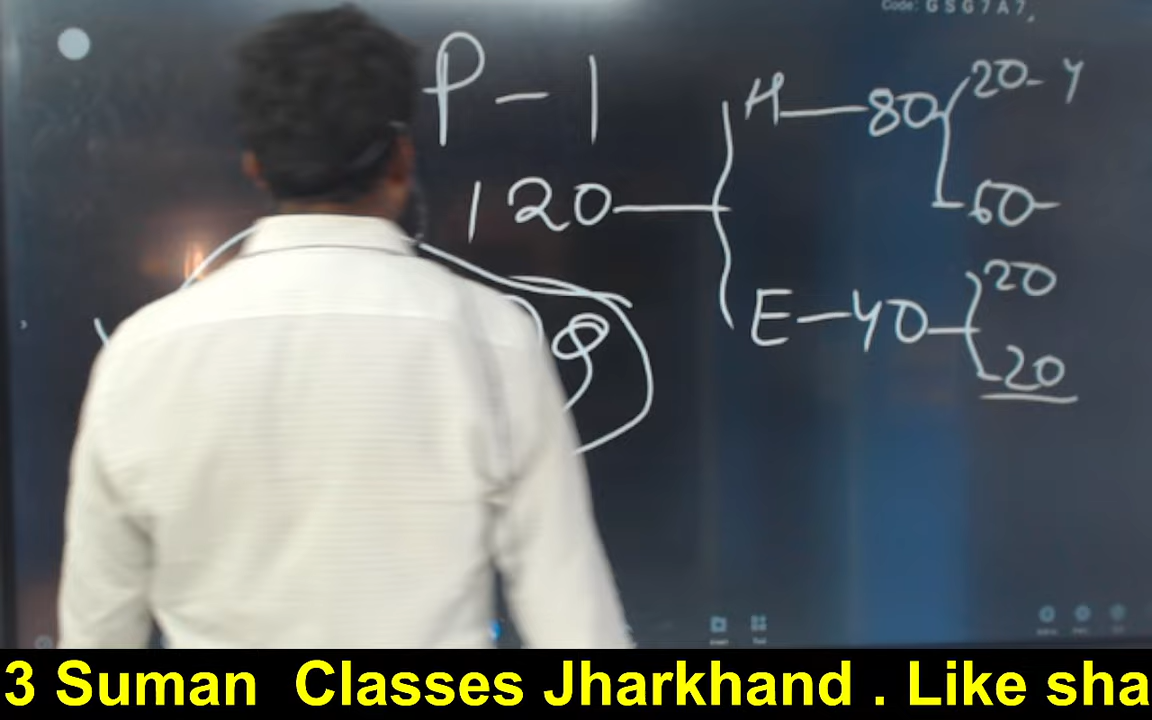 Code: GSG7A7
P - 1
120
H - 80
20 - Y
60 -
E - 40
20
20
3 Suman Classes Jharkhand . Like sha